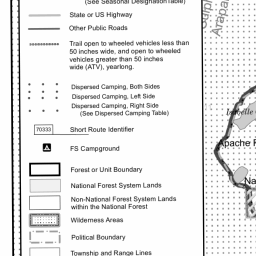 (See Seasonal Designation Table)
State or US Highway
Other Public Roads
Trail open to wheeled vehicles less than
50 inches wide, and open to wheeled
vehicles greater than 50 inches
wide (ATV), yearlong.
Dispersed Camping, Both Sides
Dispersed Camping, Left Side
Dispersed Camping, Right Side
(See Dispersed Camping Table)
70333 Short Route Identifier
FS Campground
Forest or Unit Boundary
National Forest System Lands
Non-National Forest System Lands
within the National Forest
Wilderness Areas
Political Boundary
Township and Range Lines
Arapa
Apache
Na